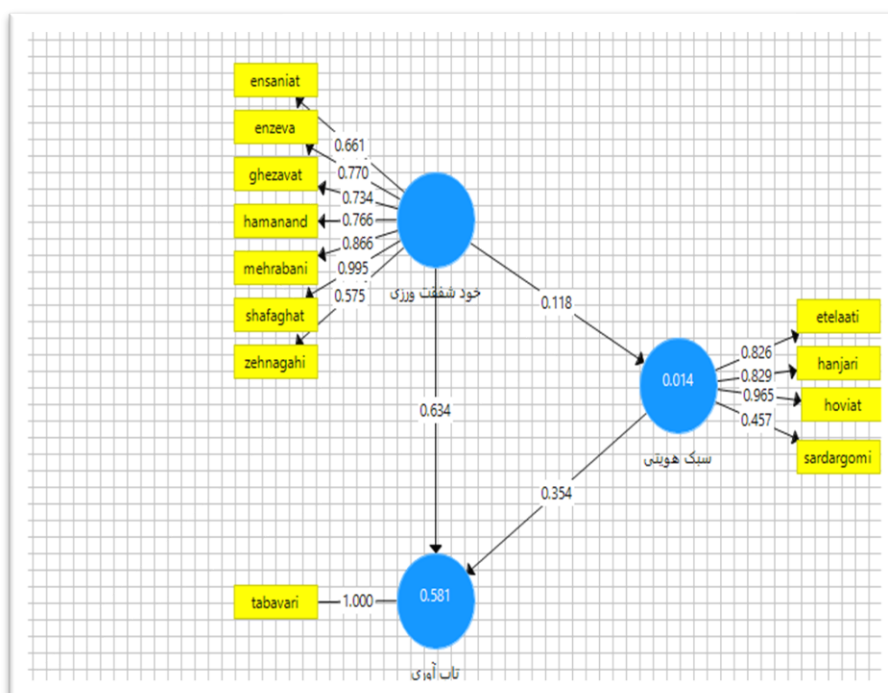 ensaniat
0.661
enzeva
0.770
ghezavat
0.734
hamanand
0.766
mehrabani
0.866
shafaghat
0.995
zehnagahi
0.575
خود شفقت ورزی
0.118
etelaati
0.826
hanjari
0.829
0.014
hoviat
0.965
sardargomi
0.457
سبک هویتی
0.634
0.354
tabavari
1.000
0.581
تاب آوری